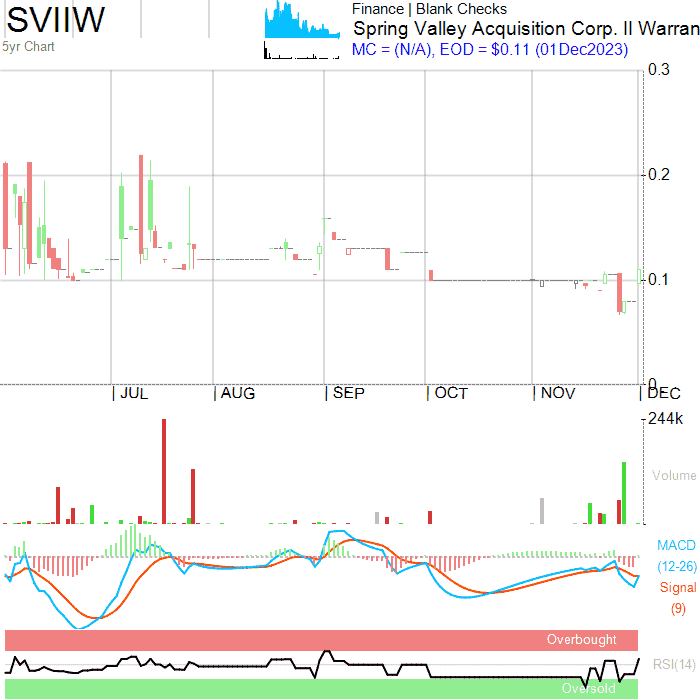 SVIIW
5yr Chart
Finance | Blank Checks
Spring Valley Acquisition Corp. II Warran
MC = (N/A), EOD = $0.11 (01Dec2023)
0.3
0.2
0.1
0
| JUL | AUG | SEP | OCT | NOV | DEC
244k
Volume
MACD
(12-26)
Signal
(9)
Overbought
RSI(14)
Oversold